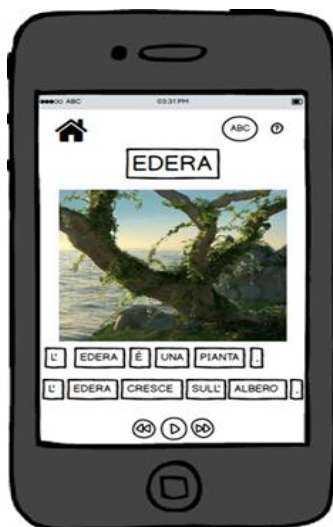 ●●●○○ ABC 03:31 PM
ABC ?
EDERA
L' EDERA É UNA PIANTA .
L' EDERA CRESCE SULL' ALBERO .